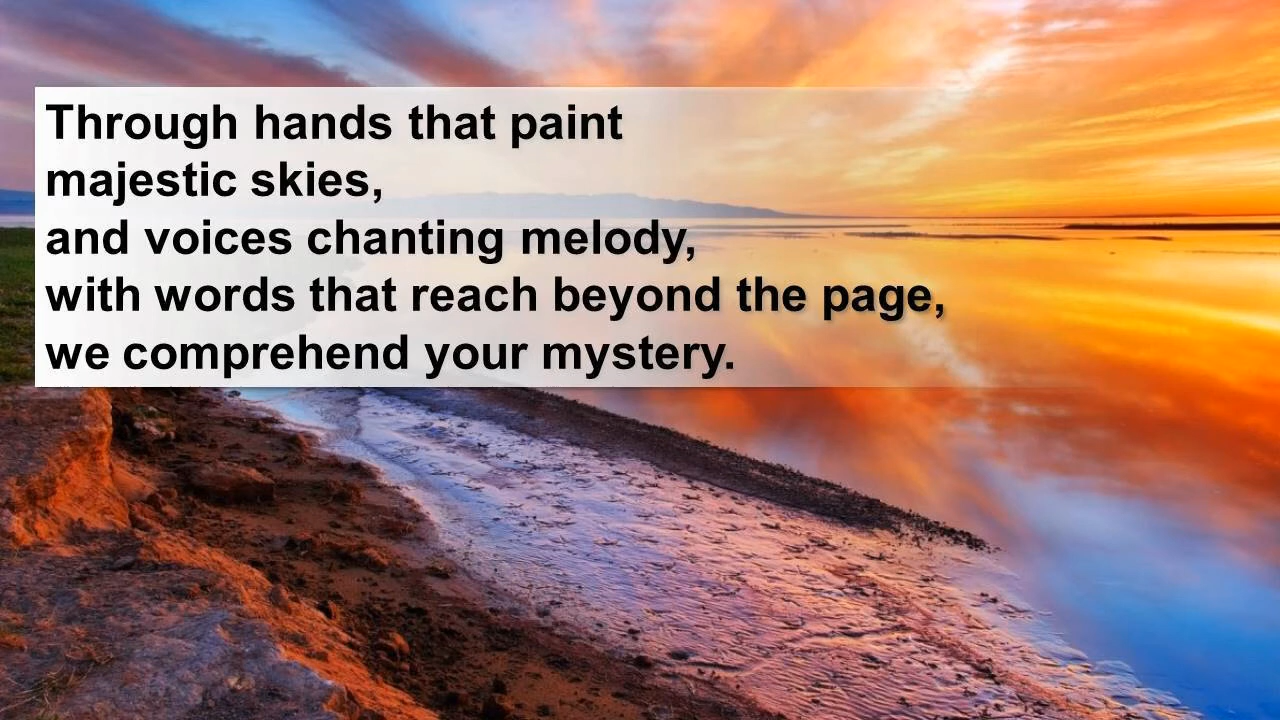 Through hands that paint
majestic skies,
and voices chanting melody,
with words that reach beyond the page,
we comprehend your mystery.